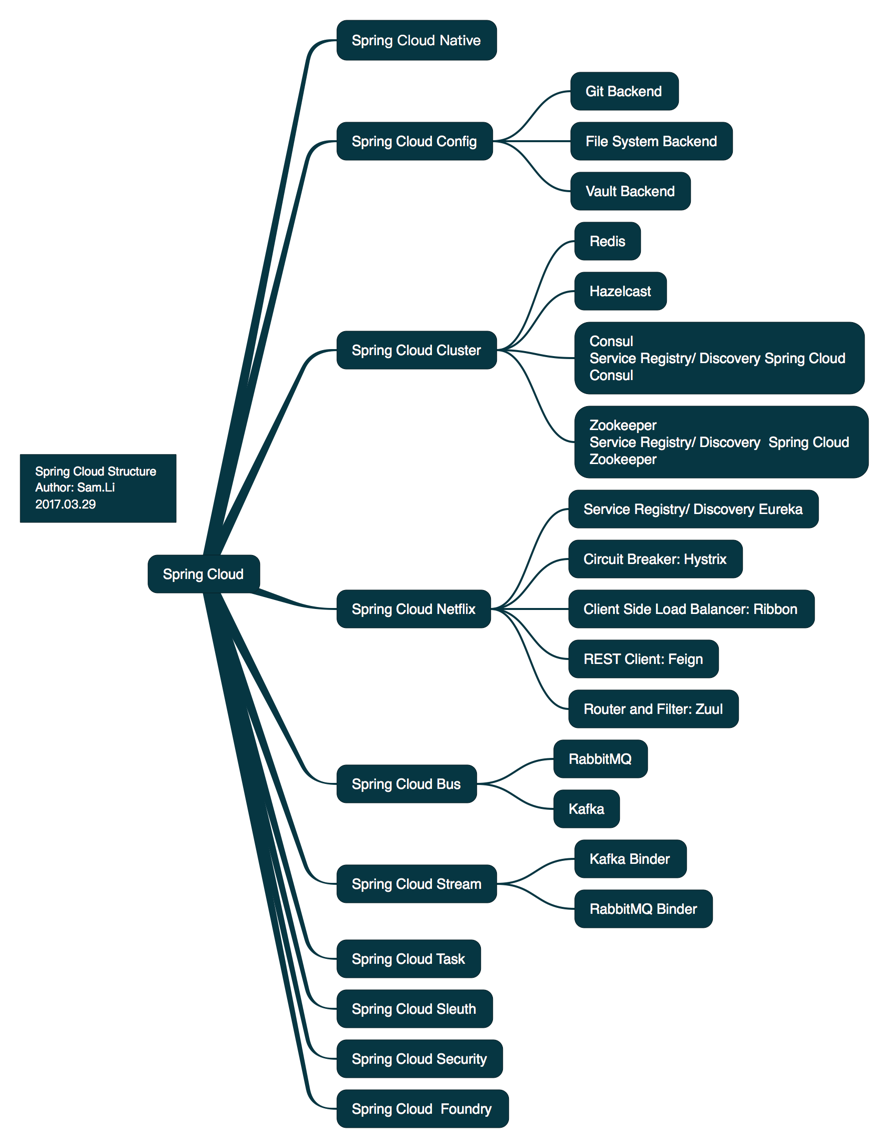 Spring Cloud Structure
Author: Sam.Li
2017.03.29
Spring Cloud
Spring Cloud Native
Spring Cloud Config
Git Backend
File System Backend
Vault Backend
Spring Cloud Cluster
Redis
Hazelcast
Consul
Service Registry/ Discovery Spring Cloud
Consul
Zookeeper
Service Registry/ Discovery  Spring Cloud
Zookeeper
Spring Cloud Netflix
Service Registry/ Discovery Eureka
Circuit Breaker: Hystrix
Client Side Load Balancer: Ribbon
REST Client: Feign
Router and Filter: Zuul
Spring Cloud Bus
RabbitMQ
Kafka
Spring Cloud Stream
Kafka Binder
RabbitMQ Binder
Spring Cloud Task
Spring Cloud Sleuth
Spring Cloud Security
Spring Cloud  Foundry